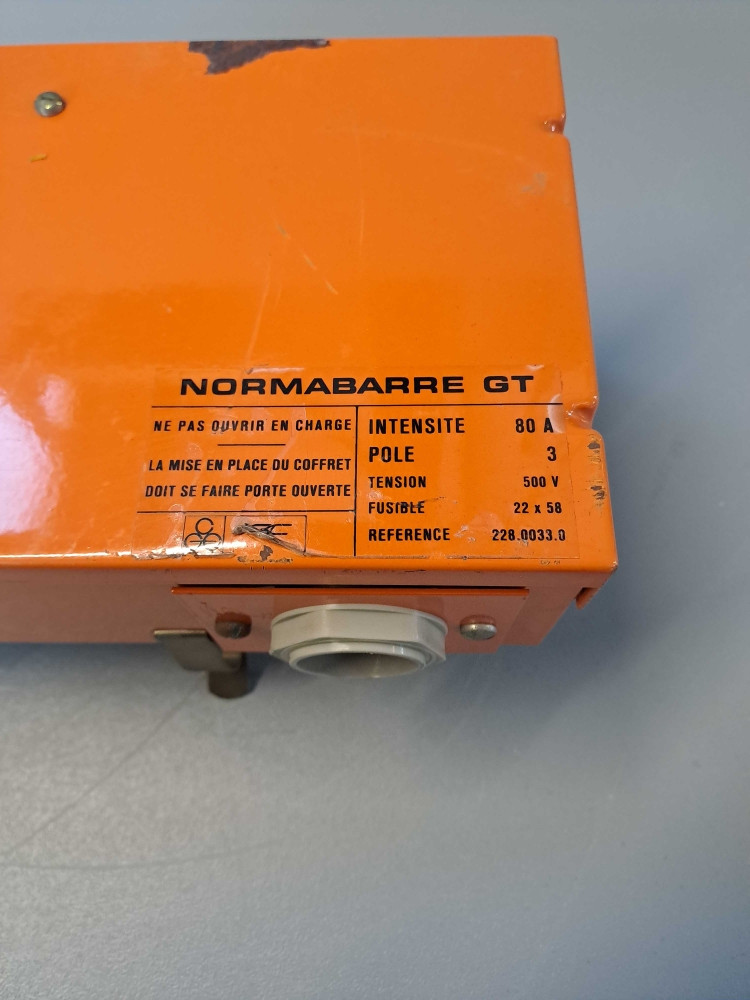 NORMABARRE GT
NE PAS OUVRIR EN CHARGE
LA MISE EN PLACE DU COFFRET
DOIT SE FAIRE PORTE OUVERTE
INTENSITE 80 A
POLE 3
TENSION 500 V
FUSIBLE 22 x 58
REFERENCE 228.0033.0